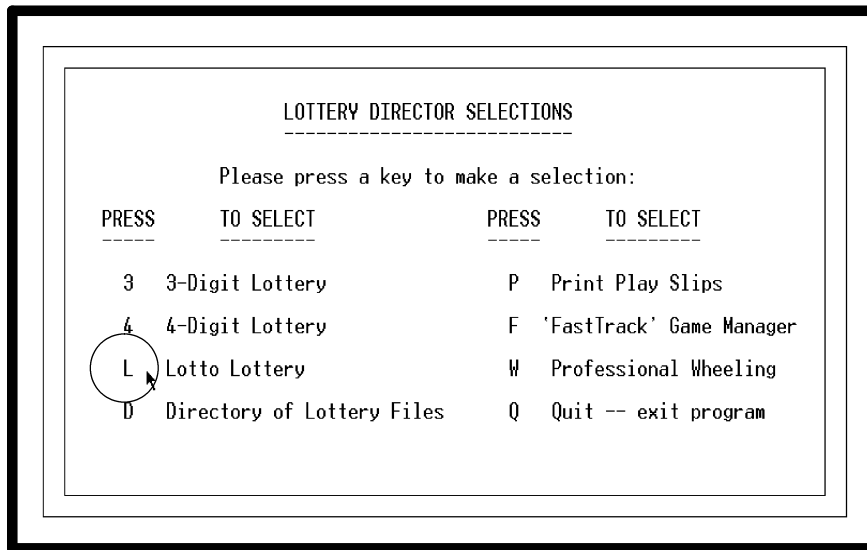 LOTTERY DIRECTOR SELECTIONS
---------------------------
Please press a key to make a selection:
PRESS TO SELECT PRESS TO SELECT
----- --------- ----- ---------
3 3-Digit Lottery P Print Play Slips
4 4-Digit Lottery F 'FastTrack' Game Manager
L Lotto Lottery W Professional Wheeling
D Directory of Lottery Files Q Quit -- exit program